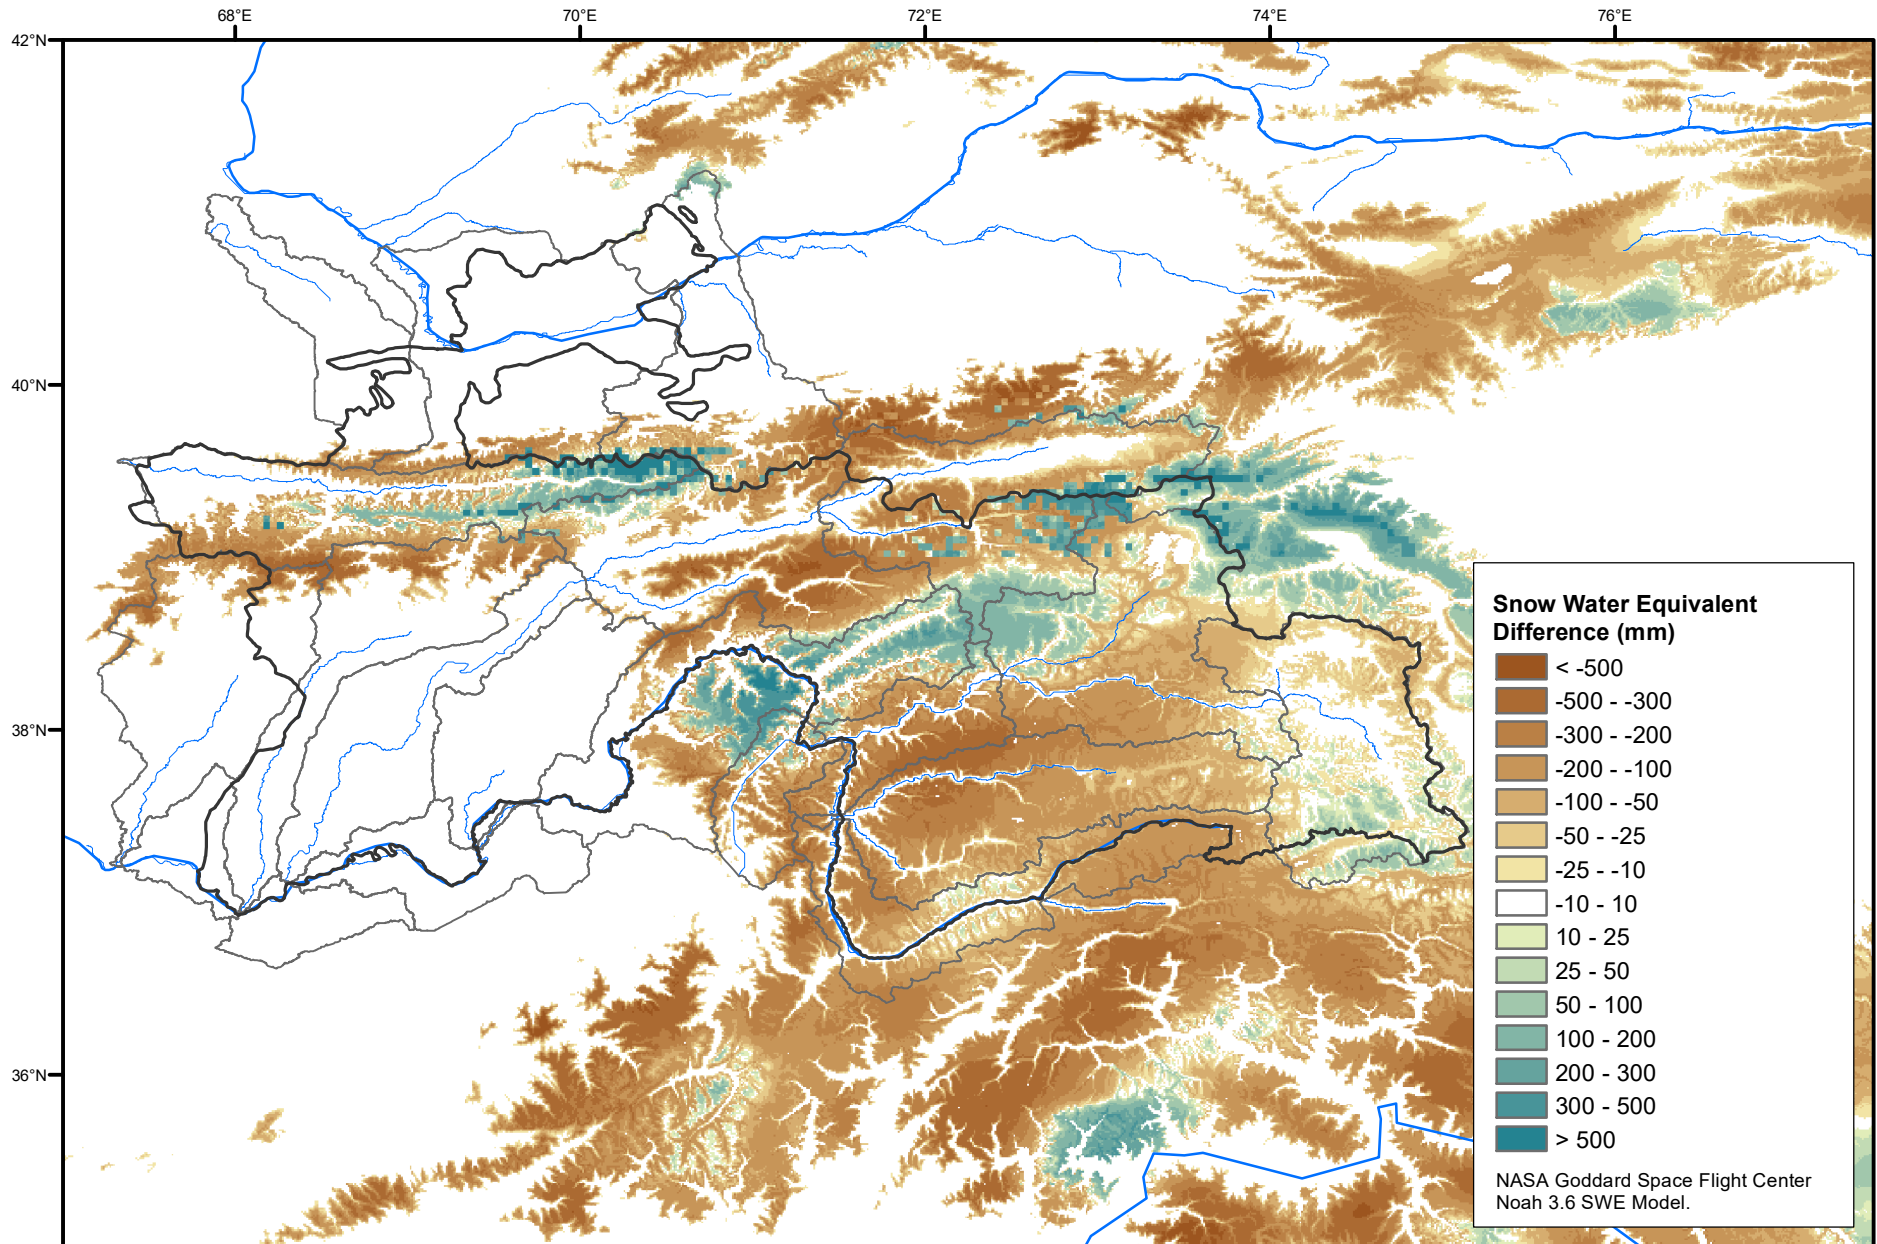 68°E
70°E
72°E
74°E
76°E
42°N
40°N
38°N
36°N
Snow Water Equivalent
Difference (mm)
< -500
-500 - -300
-300 - -200
-200 - -100
-100 - -50
-50 - -25
-25 - -10
-10 - 10
10 - 25
25 - 50
50 - 100
100 - 200
200 - 300
300 - 500
> 500
NASA Goddard Space Flight Center
Noah 3.6 SWE Model.